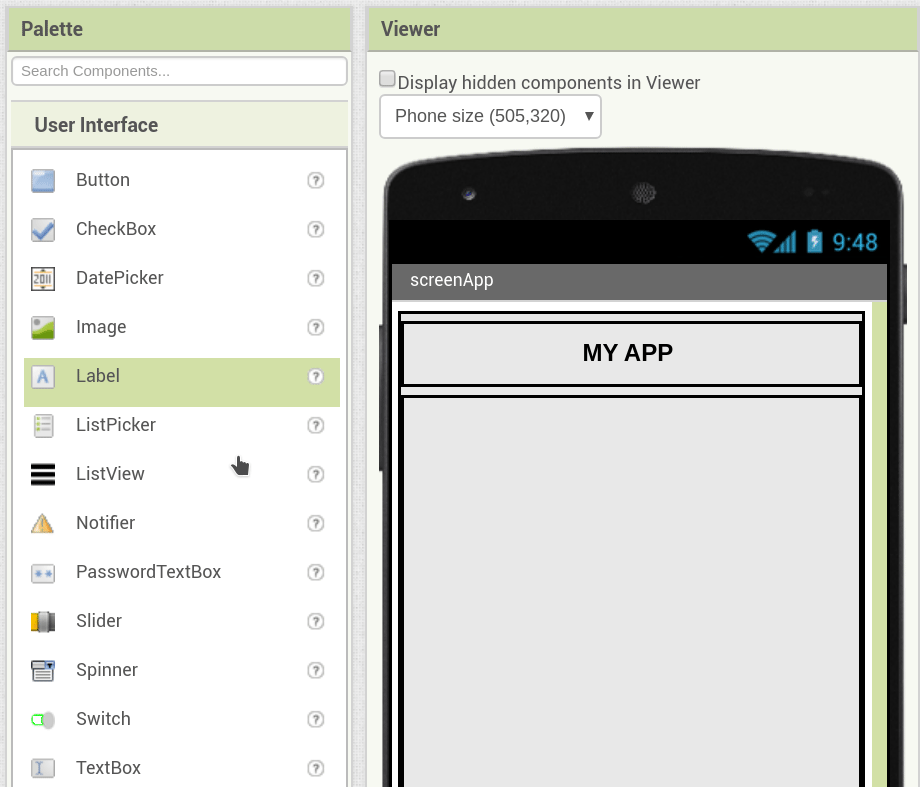 Palette
Search Components...
User Interface
Button ?
CheckBox ?
2011 DatePicker ?
Image ?
A Label ?
ListPicker ?
ListView ?
Notifier ?
** PasswordTextBox ?
Slider ?
Spinner ?
Switch ?
I TextBox ?
Viewer
Display hidden components in Viewer
Phone size (505,320) ▼
9:48
screenApp
MY APP